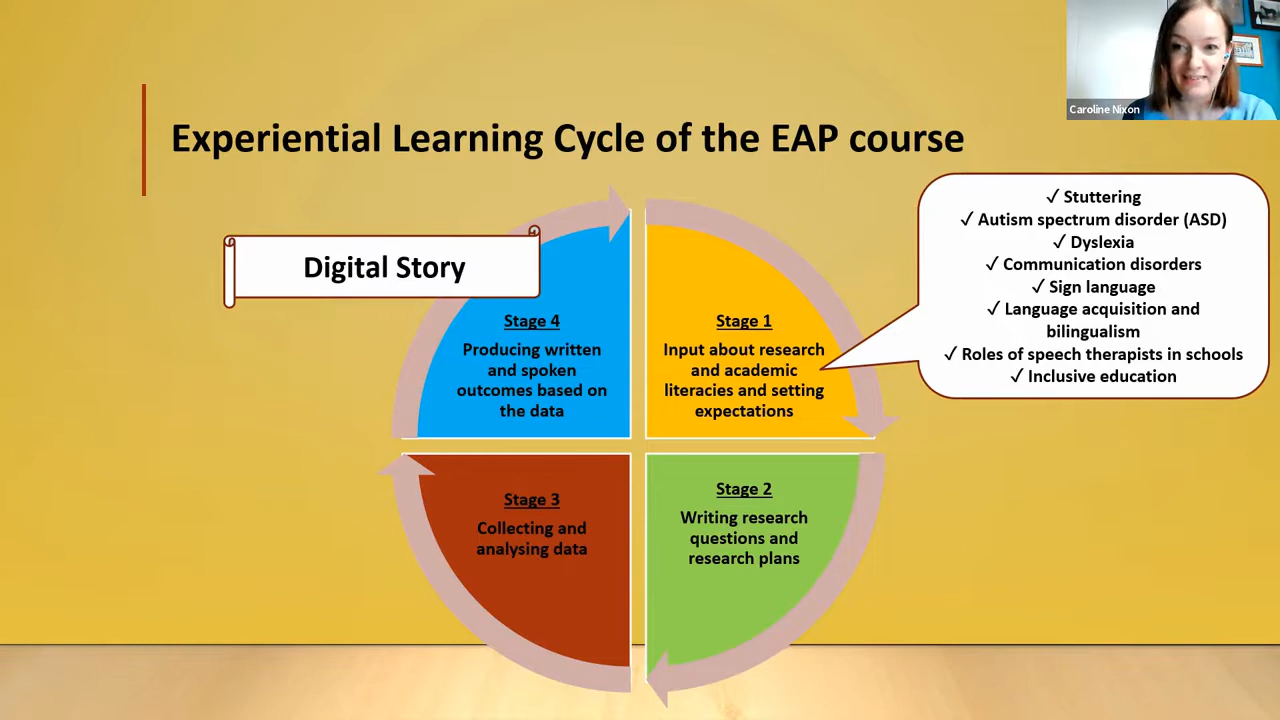 Caroline Nixon
Experiential Learning Cycle of the EAP course
Digital Story
Stage 4
Producing written
and spoken
outcomes based on
the data
Stage 1
Input about research
and academic
literacies and setting
expectations
✓ Stuttering
✓ Autism spectrum disorder (ASD)
✓ Dyslexia
✓ Communication disorders
✓ Sign language
✓ Language acquisition and
bilingualism
✓ Roles of speech therapists in schools
✓ Inclusive education
Stage 3
Collecting and
analysing data
Stage 2
Writing research
questions and
research plans